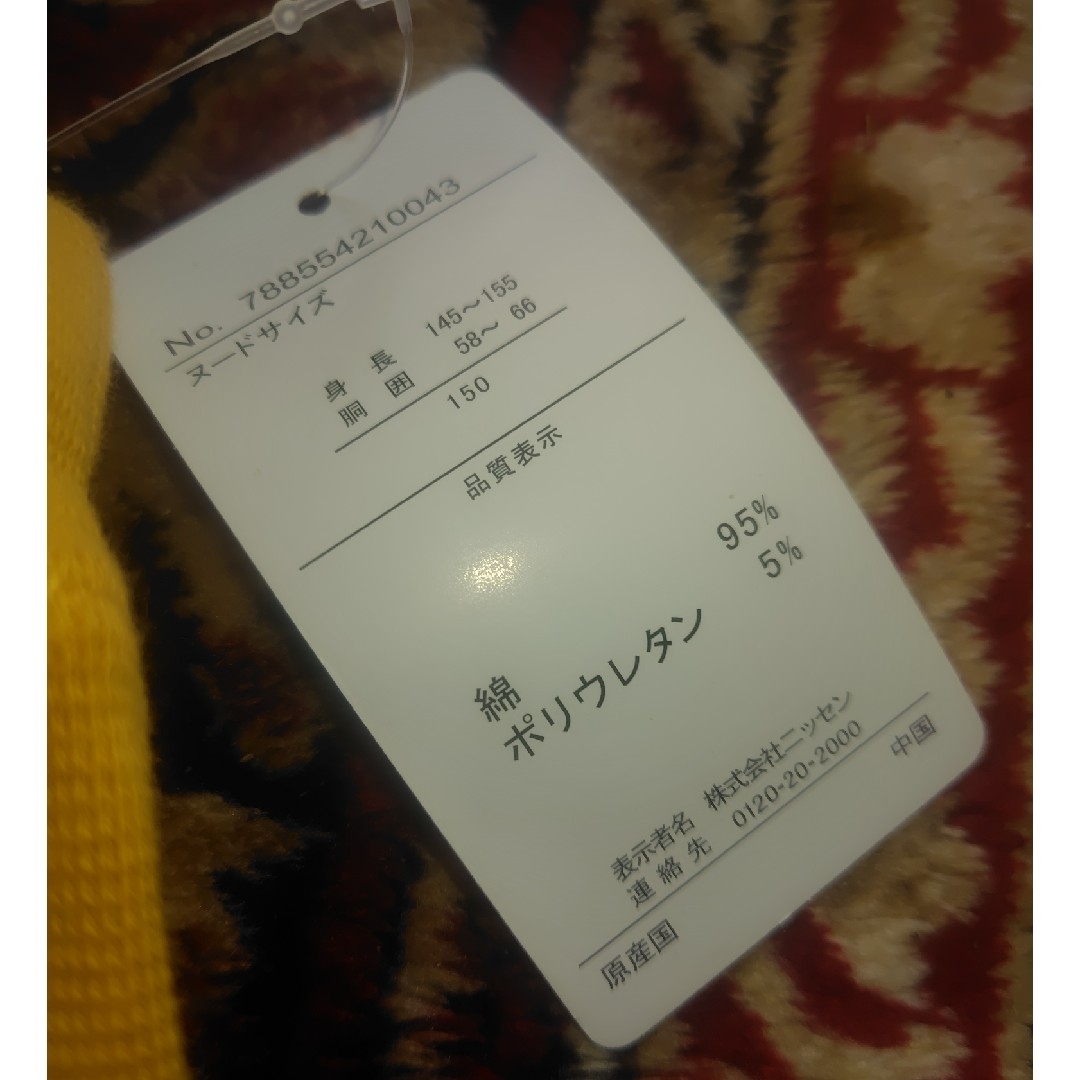 No. 788554210043
ヌードサイズ
身長 145～155
胴囲 58～ 66
150
品質表示
綿 95%
ポリウレタン 5%
表示者名 株式会社ニッセン
連絡先 0120-20-2000
原産国 中国